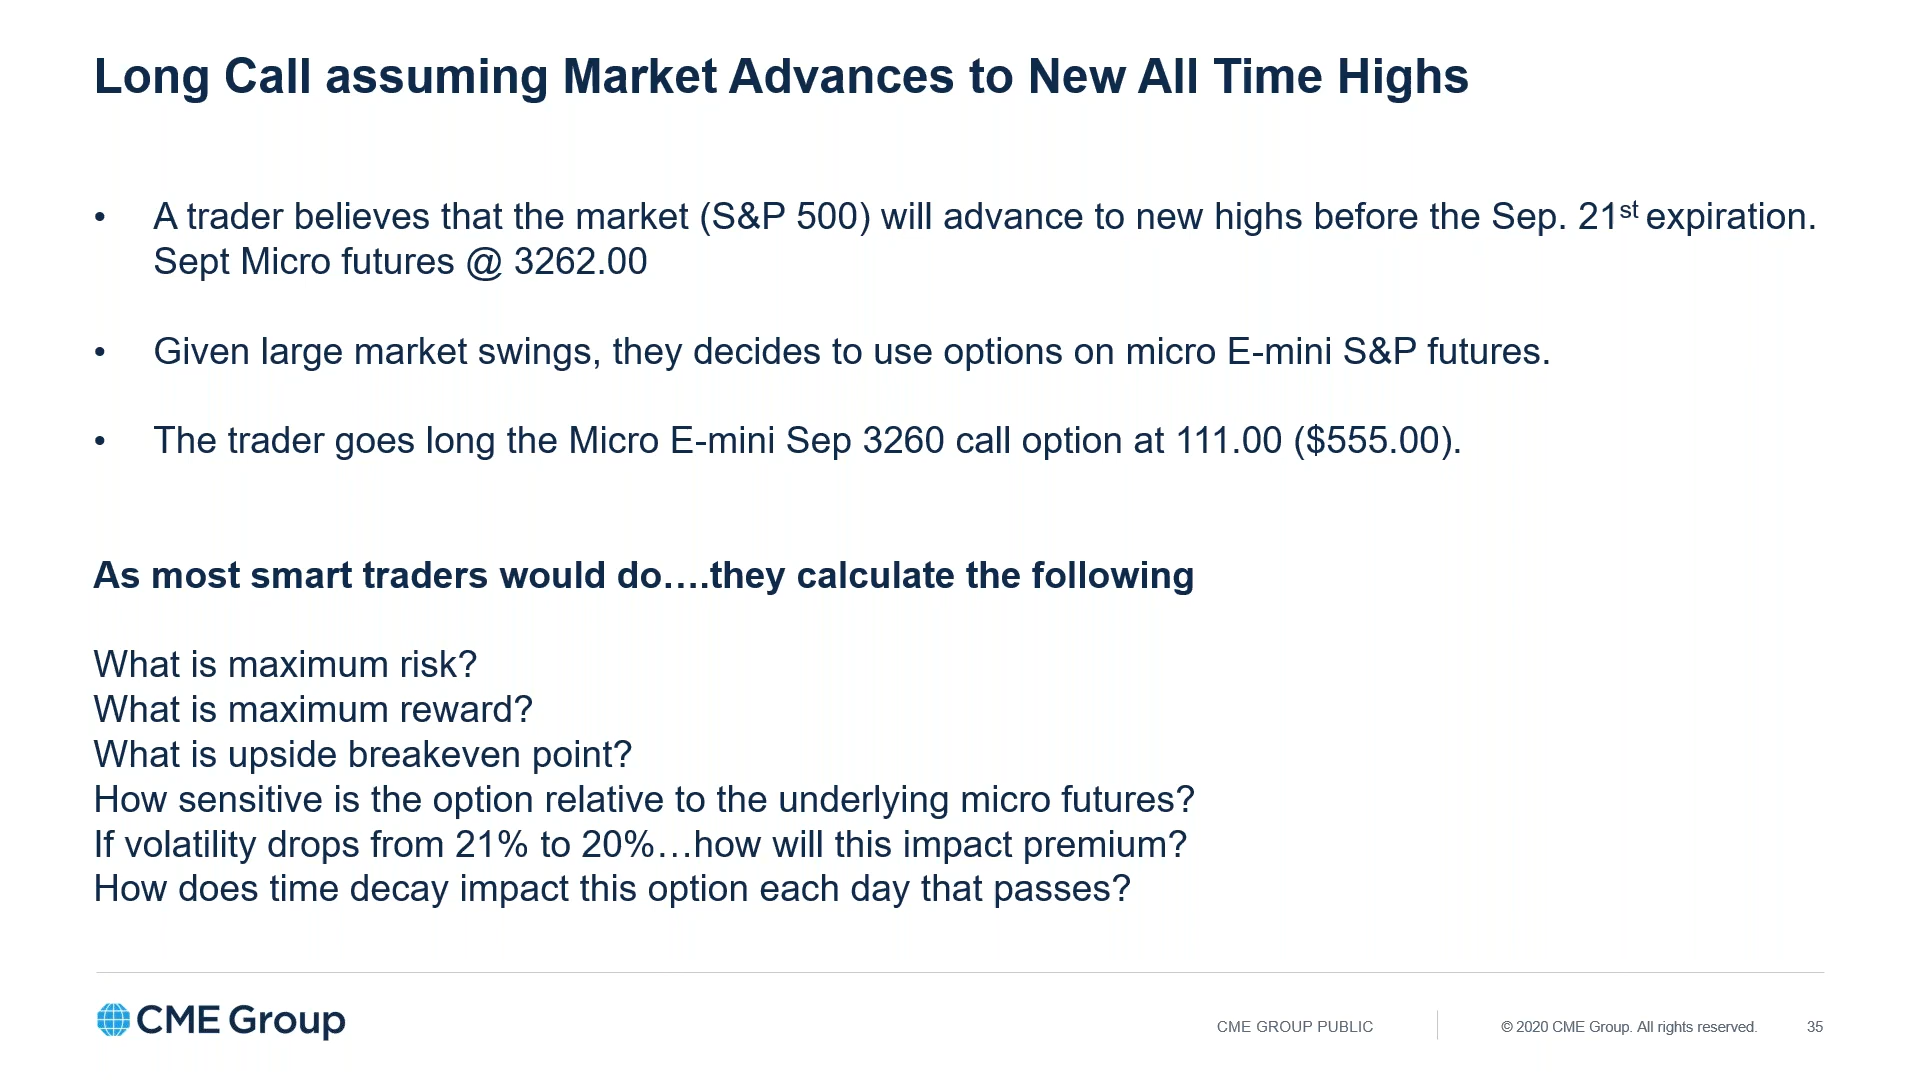 Long Call assuming Market Advances to New All Time Highs
• A trader believes that the market (S&P 500) will advance to new highs before the Sep. 21st expiration.
Sept Micro futures @ 3262.00
• Given large market swings, they decides to use options on micro E-mini S&P futures.
• The trader goes long the Micro E-mini Sep 3260 call option at 111.00 ($555.00).
As most smart traders would do….they calculate the following
What is maximum risk?
What is maximum reward?
What is upside breakeven point?
How sensitive is the option relative to the underlying micro futures?
If volatility drops from 21% to 20%…how will this impact premium?
How does time decay impact this option each day that passes?
CME Group
CME GROUP PUBLIC
© 2020 CME Group. All rights reserved.
35